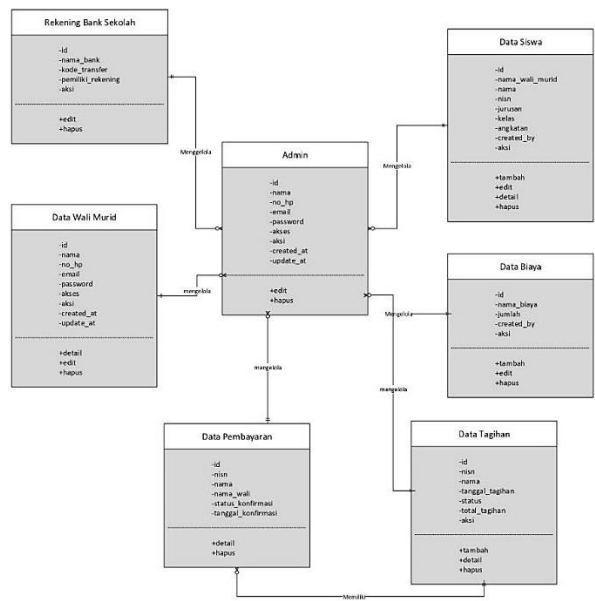 Rekening Bank Sekolah
-id
-nama_bank
-kode_transfer
-pemiliki_rekening
-aksi
+edit
+hapus
Data Siswa
-id
-nama_wali_murid
-nama
-nisn
-jurusan
-kelas
-angkatan
-created_by
-aksi
+tambah
+edit
+detail
+hapus
Menggelola
Mengelola
Admin
-id
-nama
-no_hp
-email
-password
-akses
-aksi
-created_at
-update_at
+edit
+hapus
Data Wali Murid
-id
-nama
-no_hp
-email
-password
-akses
-aksi
-created_at
-update_at
+detail
+edit
+hapus
mengelola
Data Biaya
-id
-nama_biaya
-jumlah
-created_by
-aksi
+tambah
+edit
+hapus
Mengelola
mangelola
mangelola
Data Pembayaran
-id
-nisn
-nama
-nama_wali
-status_konfirmasi
-tanggal_konfirmasi
+detail
+hapus
Data Tagihan
-id
-nisn
-nama
-tanggal_tagihan
-status
-total_tagihan
-aksi
+tambah
+detail
+hapus
Memiliki